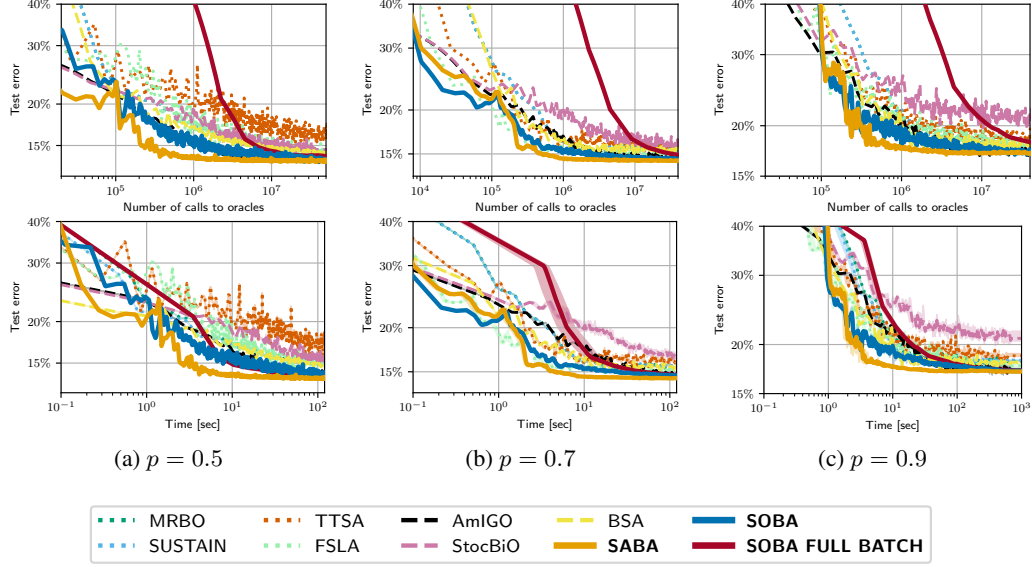 40%
30%
20%
15%
Test error
10^5
10^6
10^7
Number of calls to oracles
40%
30%
20%
15%
Test error
10^4
10^5
10^6
10^7
Number of calls to oracles
40%
30%
20%
15%
Test error
10^5
10^6
10^7
Number of calls to oracles
40%
30%
20%
15%
Test error
10^−1
10^0
10^1
10^2
Time [sec]
40%
30%
20%
15%
Test error
10^−1
10^0
10^1
10^2
Time [sec]
40%
30%
20%
15%
Test error
10^−1
10^0
10^1
10^2
10^3
Time [sec]
(a) p = 0.5
(b) p = 0.7
(c) p = 0.9
MRBO
TTSA
AmIGO
BSA
SOBA
SUSTAIN
FSLA
StocBiO
SABA
SOBA FULL BATCH